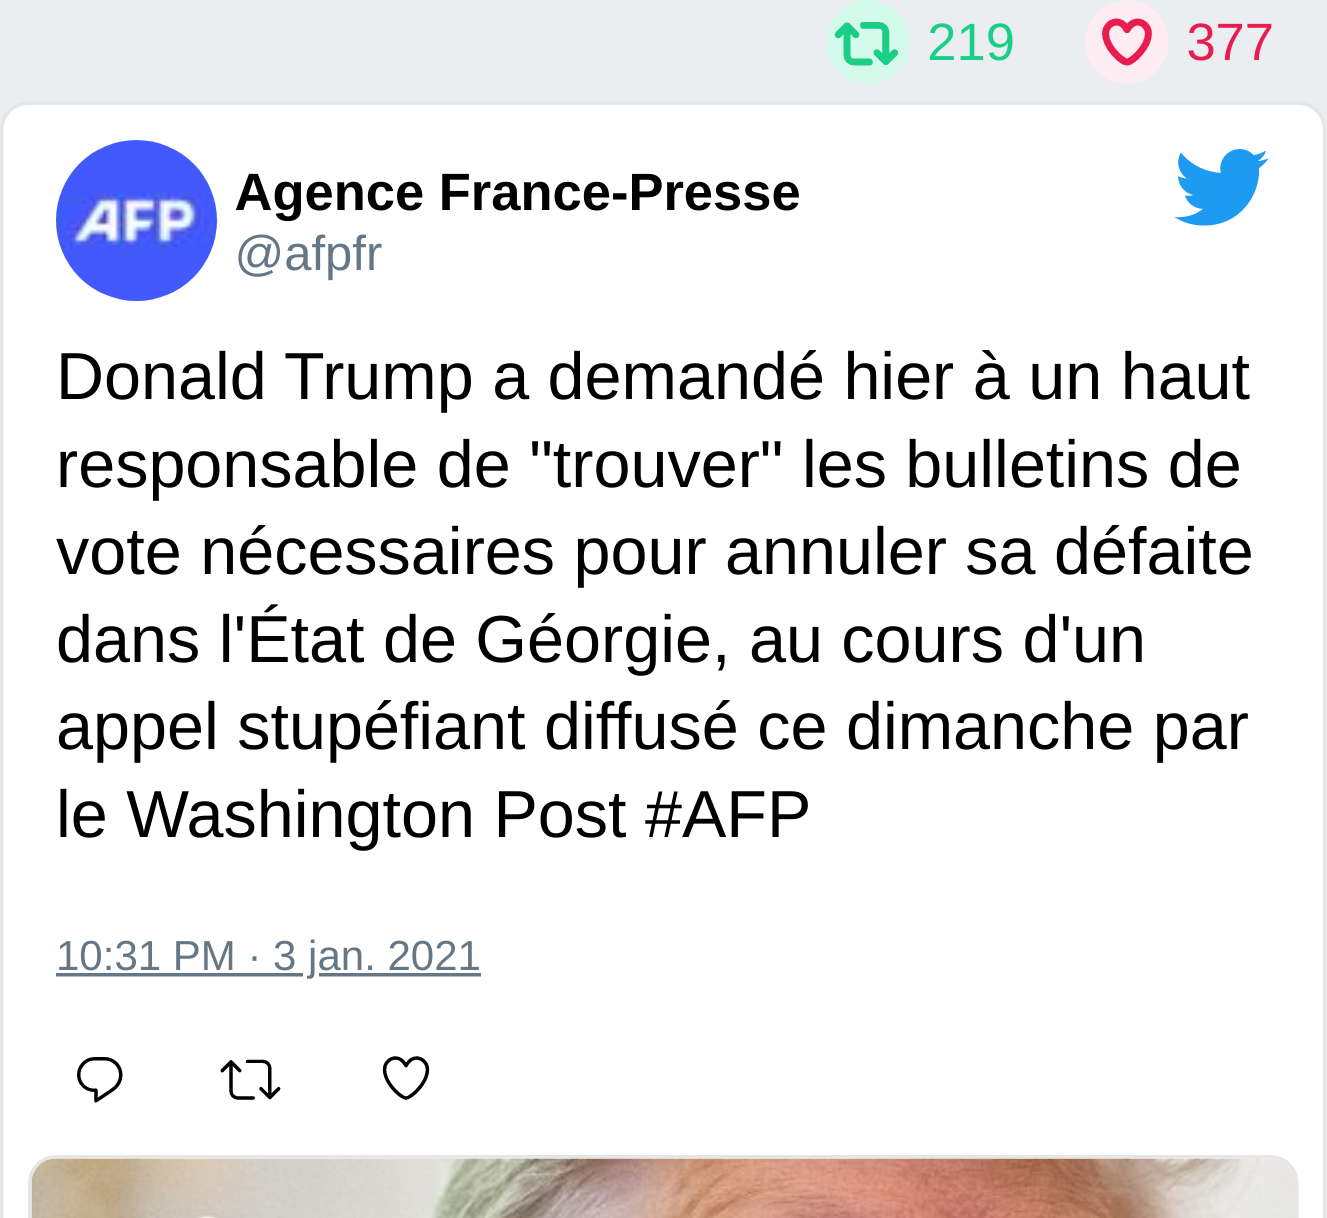 219 377
AFP
Agence France-Presse
@afpfr
Donald Trump a demandé hier à un haut
responsable de "trouver" les bulletins de
vote nécessaires pour annuler sa défaite
dans l'État de Géorgie, au cours d'un
appel stupéfiant diffusé ce dimanche par
le Washington Post #AFP
10:31 PM · 3 jan. 2021